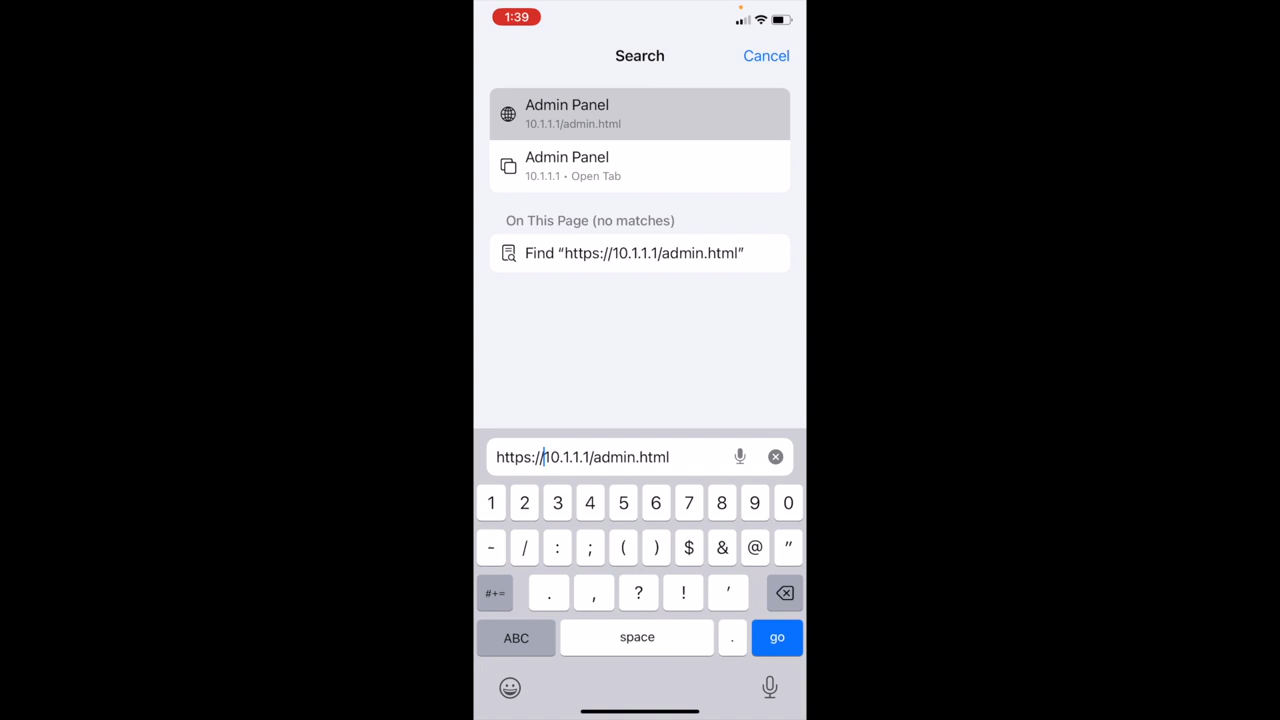 1:39
Search
Cancel
Admin Panel
10.1.1.1/admin.html
Admin Panel
10.1.1.1 • Open Tab
On This Page (no matches)
Find “https://10.1.1.1/admin.html”
https://10.1.1.1/admin.html
1 2 3 4 5 6 7 8 9 0
- / : ; ( ) $ & @ ”
#+= . , ? ! ’
ABC space . go